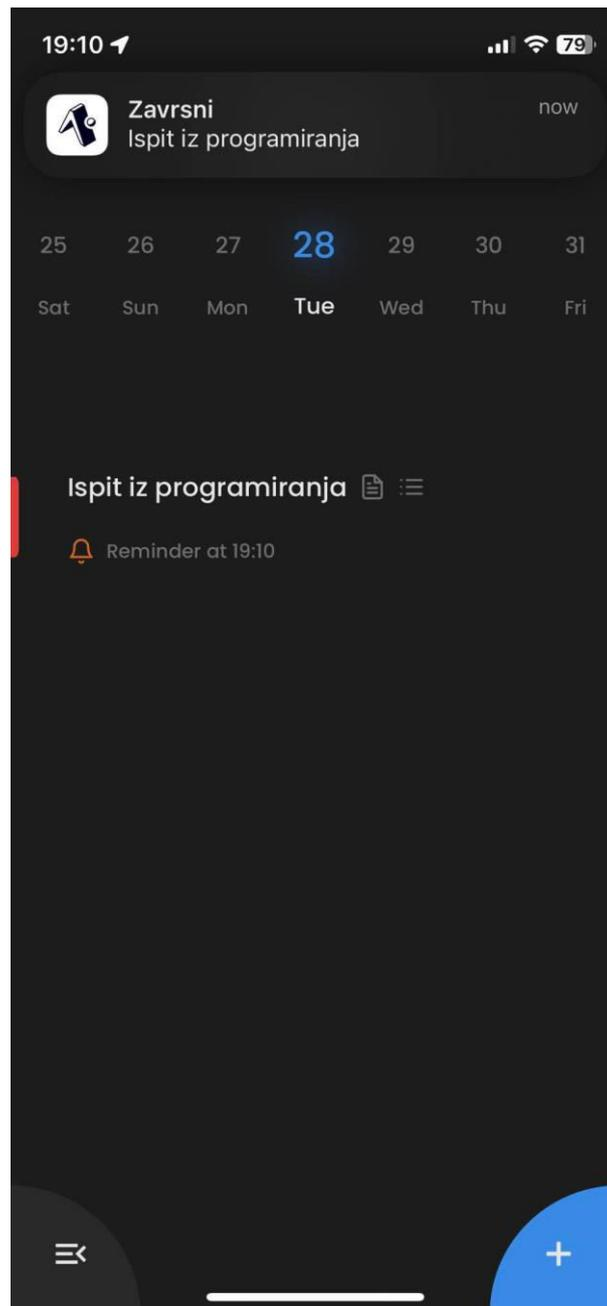 19:10
79
Zavrsni
now
Ispit iz programiranja
25 26 27 28 29 30 31
Sat Sun Mon Tue Wed Thu Fri
Ispit iz programiranja
Reminder at 19:10